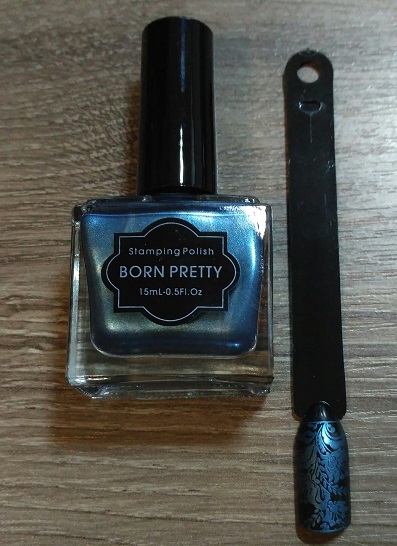 Stamping Polish
BORN PRETTY
15mL-0.5Fl.Oz